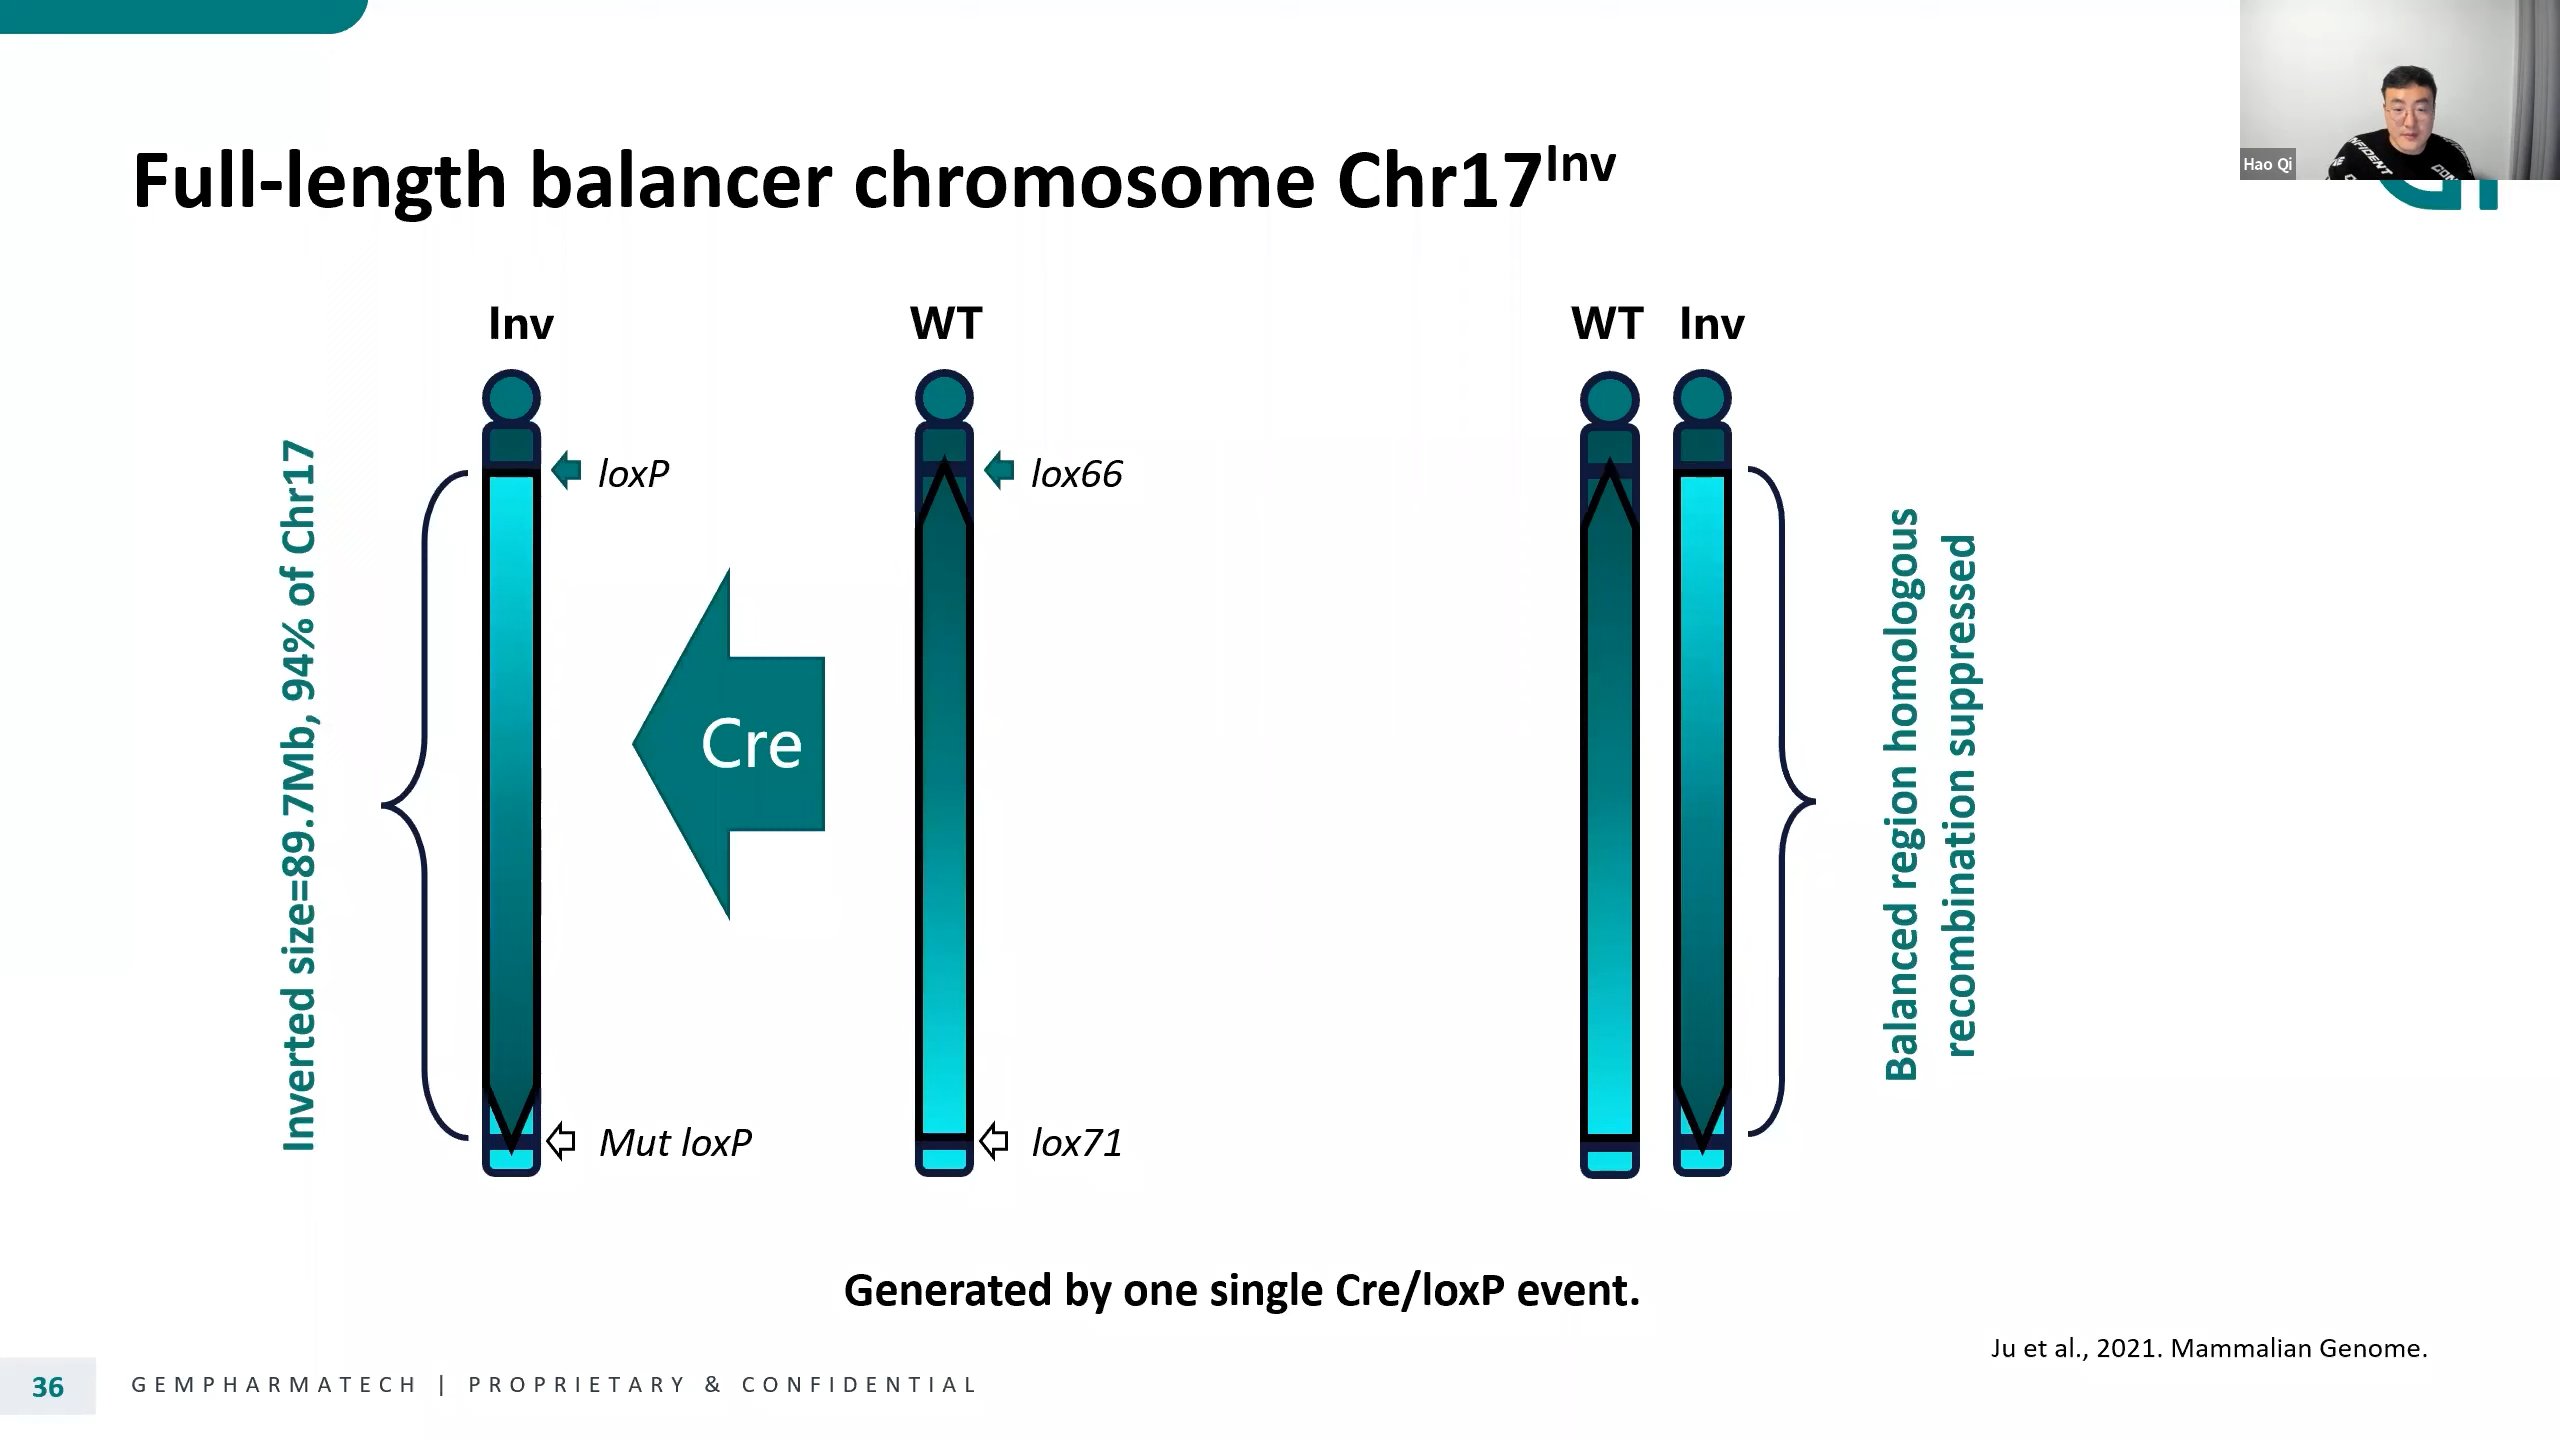 Hao Qi
Full-length balancer chromosome Chr17Inv
Inv
WT
WT Inv
loxP
lox66
Inverted size=89.7Mb, 94% of Chr17
Cre
Balanced region homologous
recombination suppressed
Mut loxP
lox71
Generated by one single Cre/loxP event.
Ju et al., 2021. Mammalian Genome.
36
GEMPHARMATECH | PROPRIETARY & CONFIDENTIAL